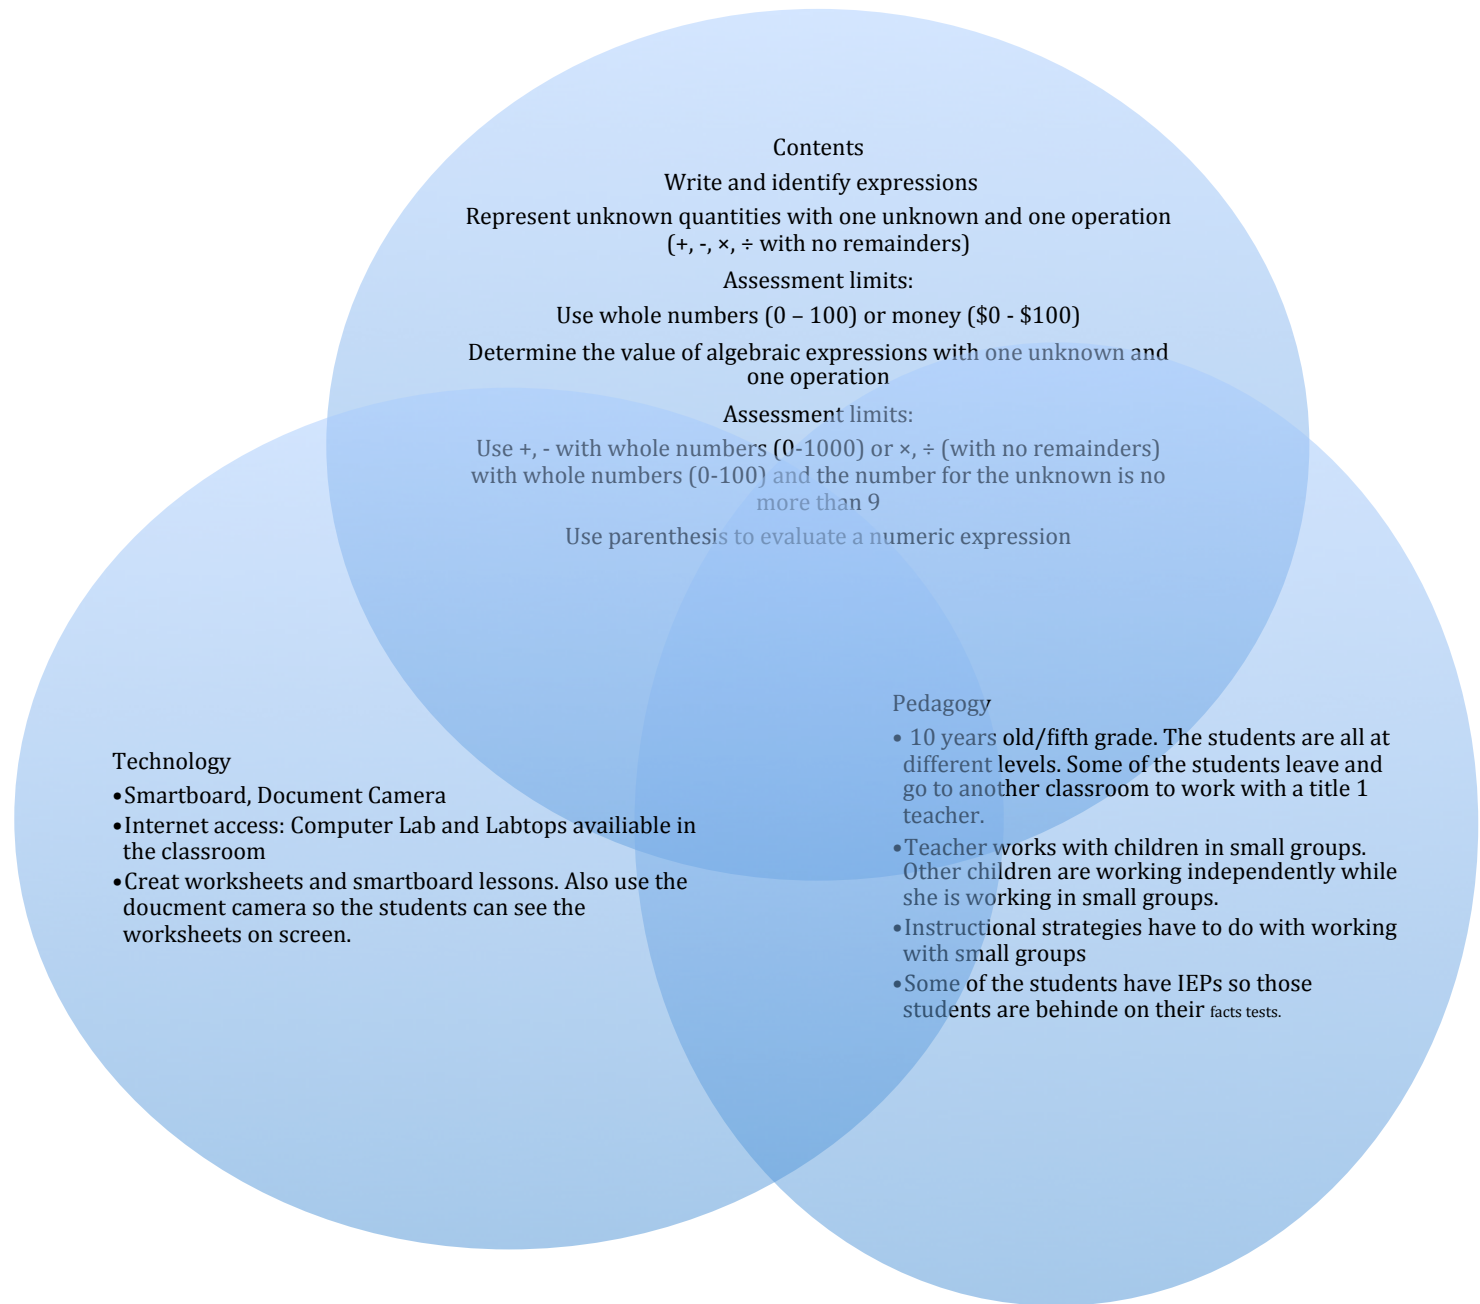 Contents
Write and identify expressions
Represent unknown quantities with one unknown and one operation
(+, -, ×, ÷ with no remainders)
Assessment limits:
Use whole numbers (0 – 100) or money ($0 - $100)
Determine the value of algebraic expressions with one unknown and
one operation
Assessment limits:
Use +, - with whole numbers (0-1000) or ×, ÷ (with no remainders)
with whole numbers (0-100) and the number for the unknown is no
more than 9
Use parenthesis to evaluate a numeric expression
Technology
•Smartboard, Document Camera
•Internet access: Computer Lab and Labtops availiable in
the classroom
•Creat worksheets and smartboard lessons. Also use the
doucment camera so the students can see the
worksheets on screen.
Pedagogy
• 10 years old/fifth grade. The students are all at
different levels. Some of the students leave and
go to another classroom to work with a title 1
teacher.
•Teacher works with children in small groups.
Other children are working independently while
she is working in small groups.
•Instructional strategies have to do with working
with small groups
•Some of the students have IEPs so those
students are behinde on their facts tests.